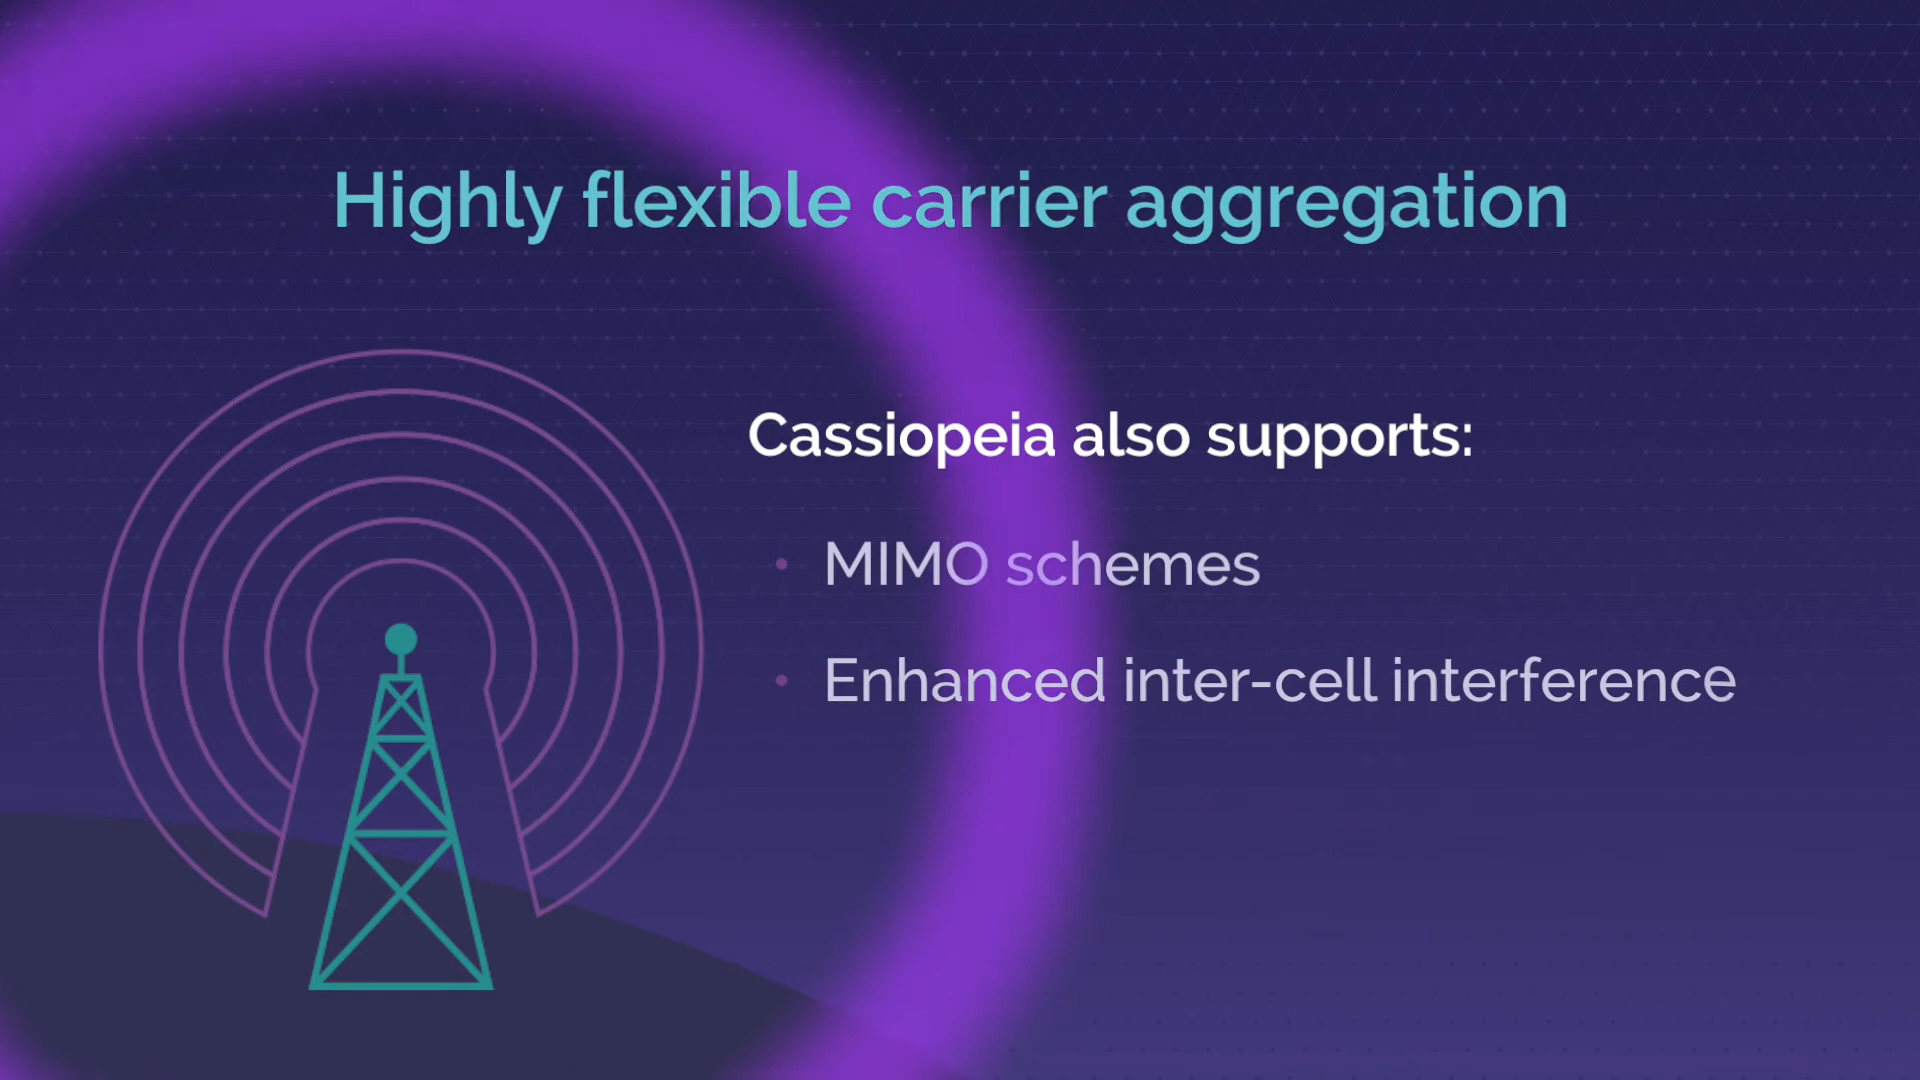 Highly flexible carrier aggregation
Cassiopeia also supports:
• MIMO schemes
• Enhanced inter-cell interference